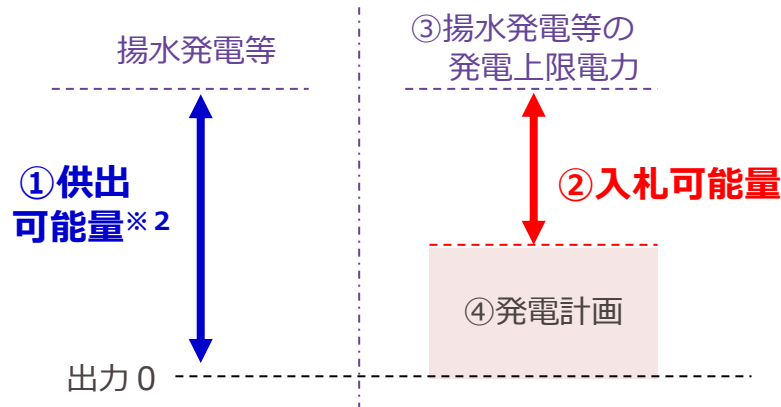 揚水発電等
③揚水発電等の
発電上限電力
①供出
可能量※２
②入札可能量
④発電計画
出力０